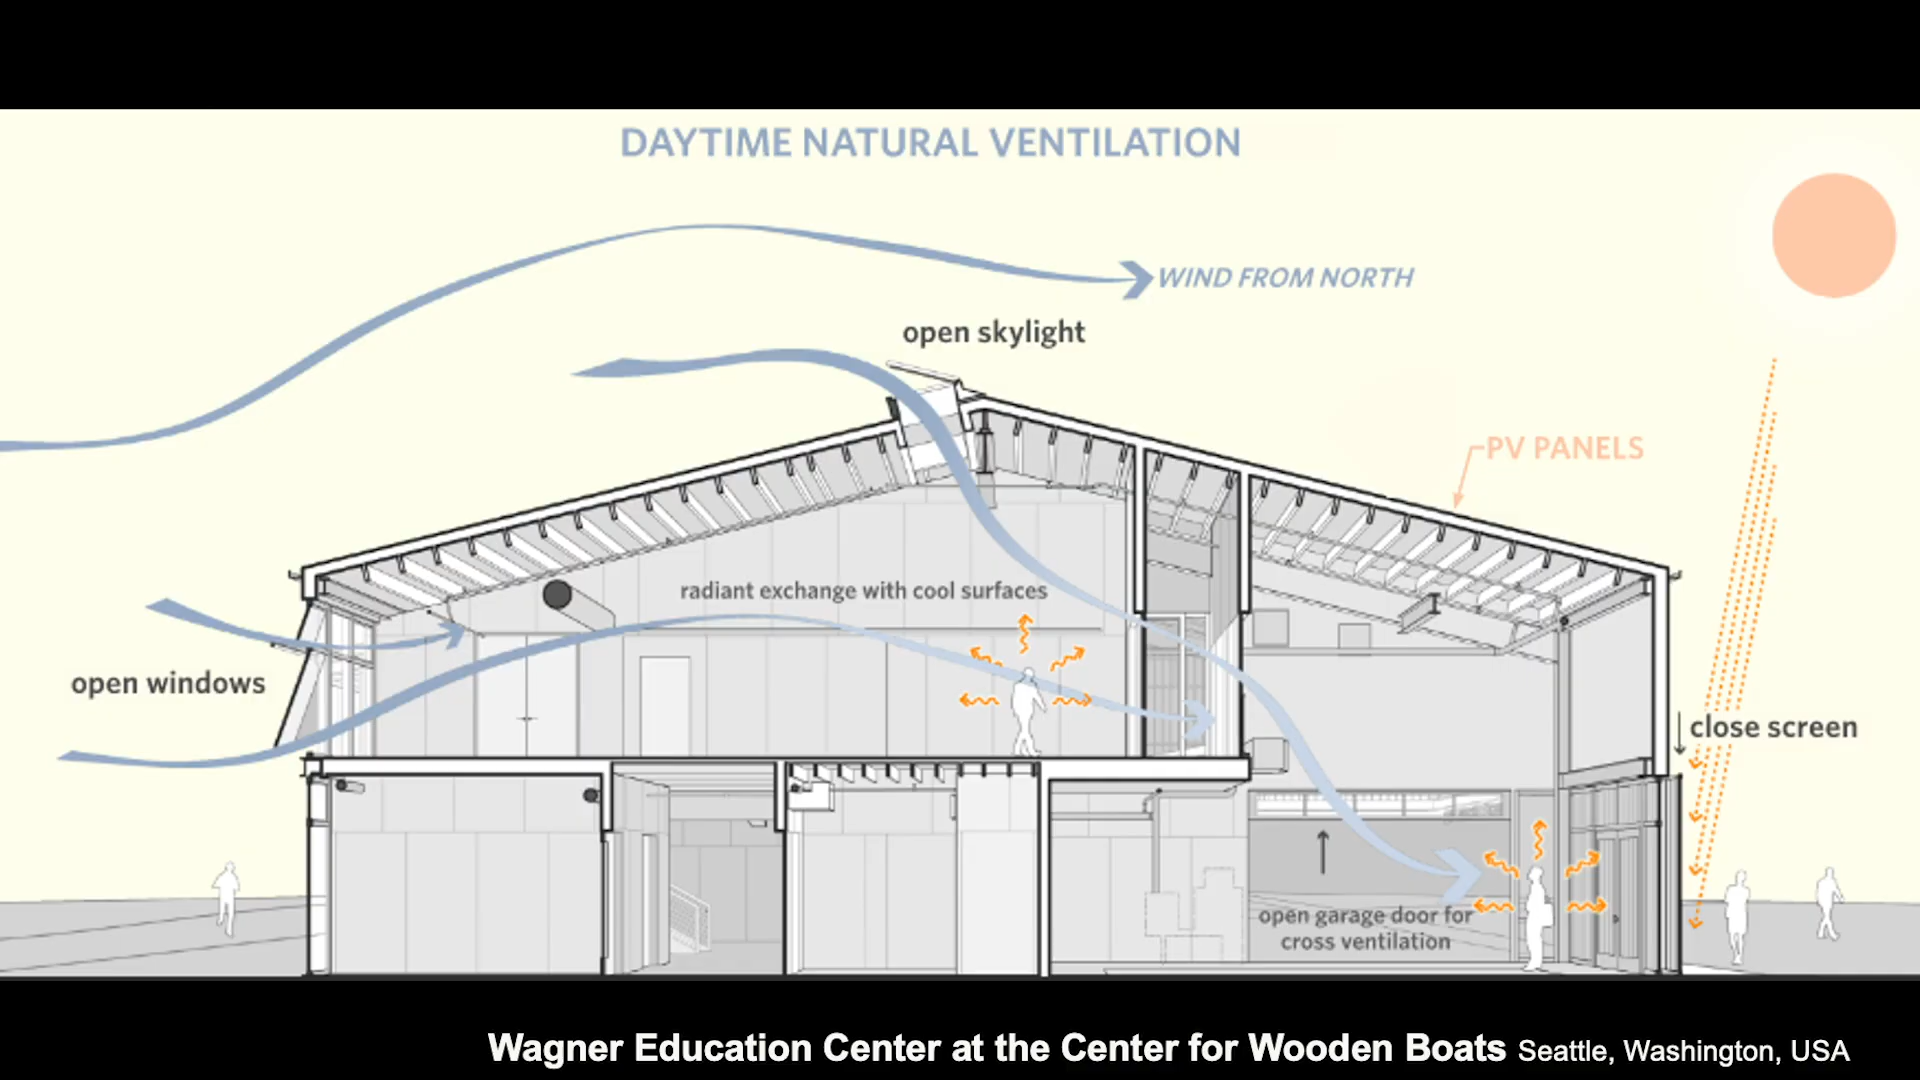 DAYTIME NATURAL VENTILATION
WIND FROM NORTH
open skylight
PV PANELS
radiant exchange with cool surfaces
open windows
close screen
open garage door for
cross ventilation
Wagner Education Center at the Center for Wooden Boats Seattle, Washington, USA